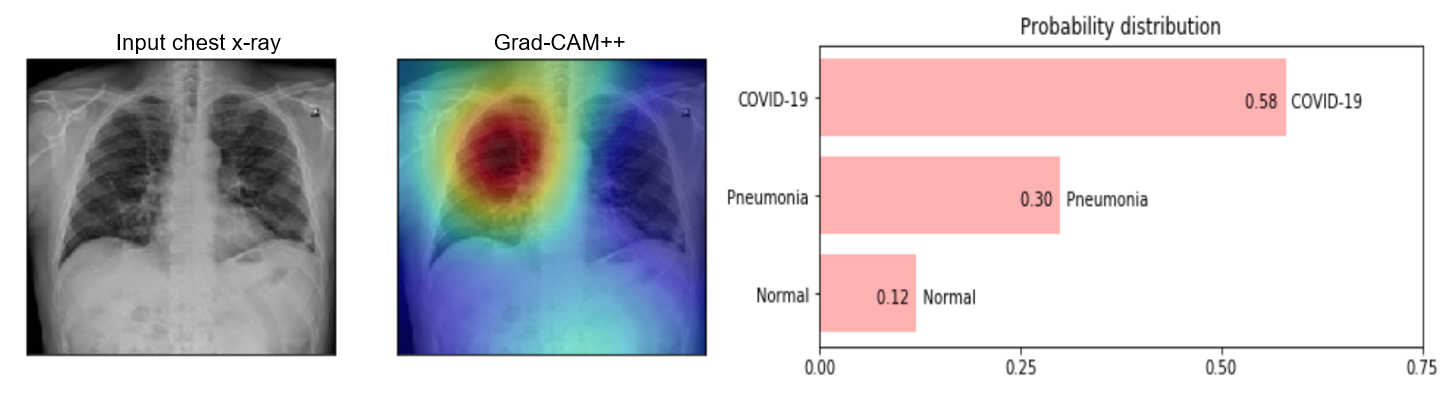 Input chest x-ray
Grad-CAM++
Probability distribution
COVID-19
0.58 COVID-19
Pneumonia
0.30 Pneumonia
Normal
0.12 Normal
0.00 0.25 0.50 0.75